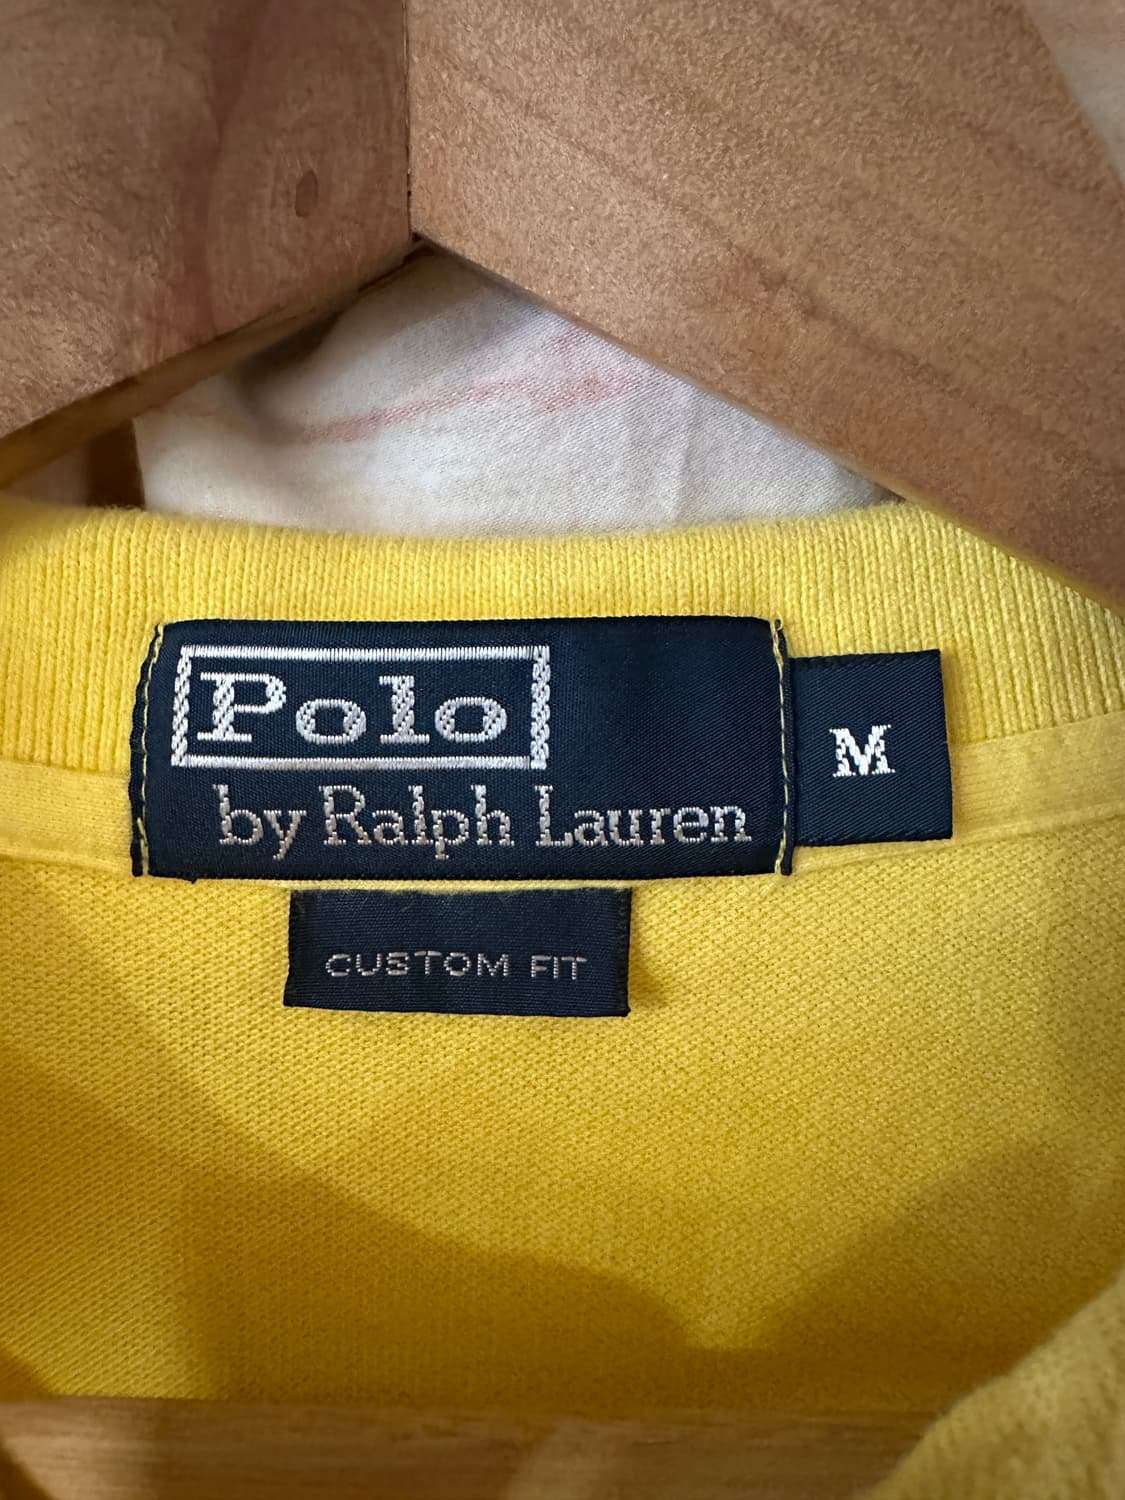 Polo
by Ralph Lauren
M
CUSTOM FIT